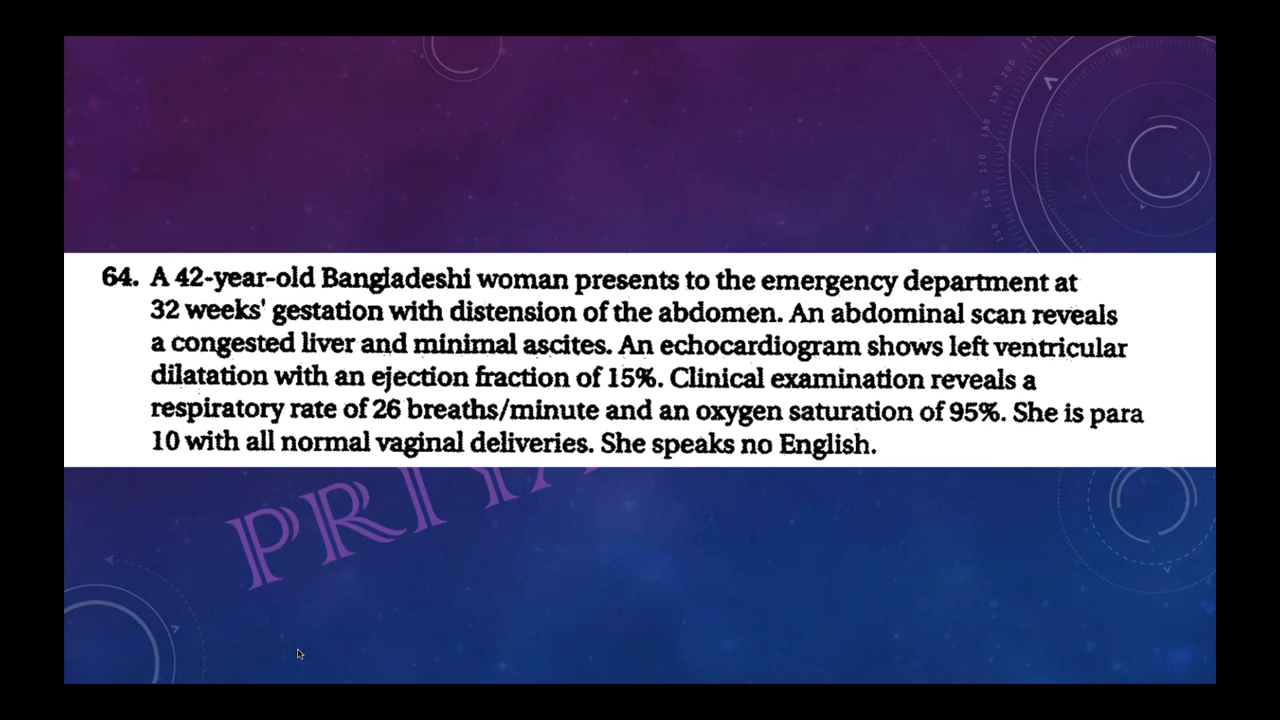 64. A 42-year-old Bangladeshi woman presents to the emergency department at
32 weeks' gestation with distension of the abdomen. An abdominal scan reveals
a congested liver and minimal ascites. An echocardiogram shows left ventricular
dilatation with an ejection fraction of 15%. Clinical examination reveals a
respiratory rate of 26 breaths/minute and an oxygen saturation of 95%. She is para
10 with all normal vaginal deliveries. She speaks no English.